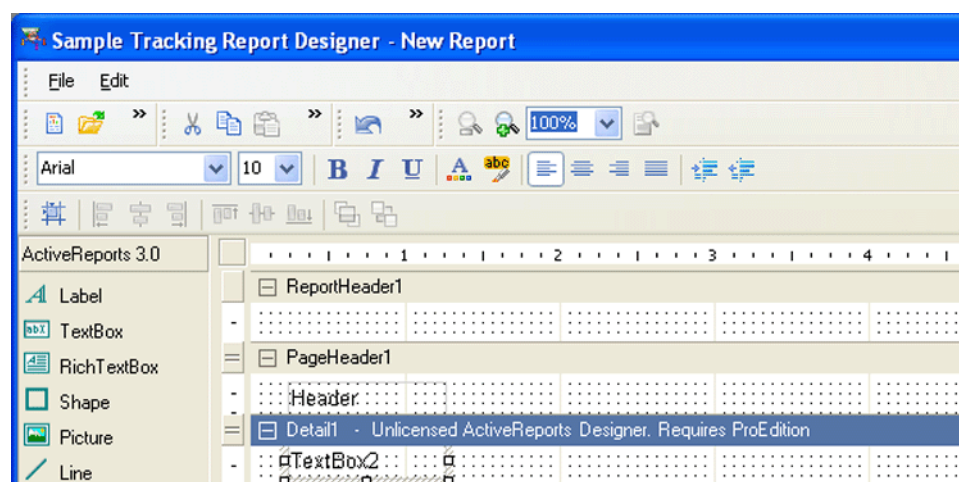 Sample Tracking Report Designer - New Report
File Edit
100%
Arial 10 B I U A abc
ActiveReports 3.0
1 2 3 4
Label
TextBox
RichTextBox
Shape
Picture
Line
ReportHeader1
PageHeader1
Header
Detail1 - Unlicensed ActiveReports Designer. Requires ProEdition
TextBox2